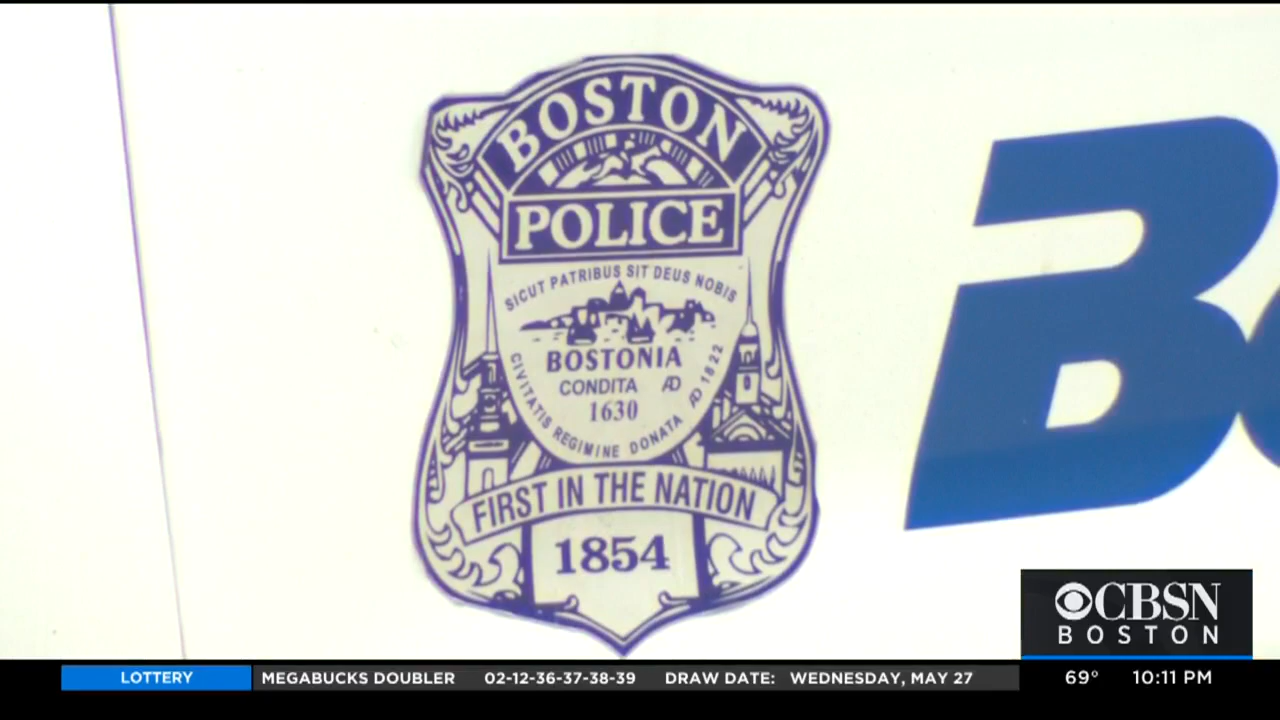 BOSTON
POLICE
SICUT PATRIBUS SIT DEUS NOBIS
BOSTONIA
CONDITA AD
1630
CIVITATIS REGIMINE DONATA AD 1822
FIRST IN THE NATION
1854
B
CBSN
BOSTON
LOTTERY MEGABUCKS DOUBLER 02-12-36-37-38-39 DRAW DATE: WEDNESDAY, MAY 27 69° 10:11 PM